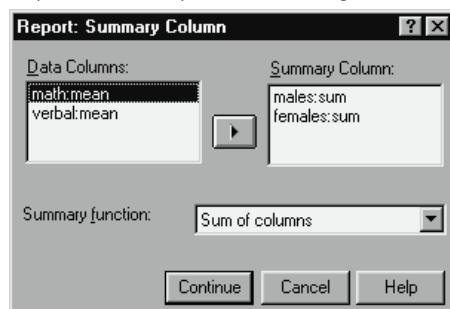 Report: Summary Column
Data Columns:
math:mean
verbal:mean
Summary Column:
males:sum
females:sum
Summary function:
Sum of columns
Continue
Cancel
Help